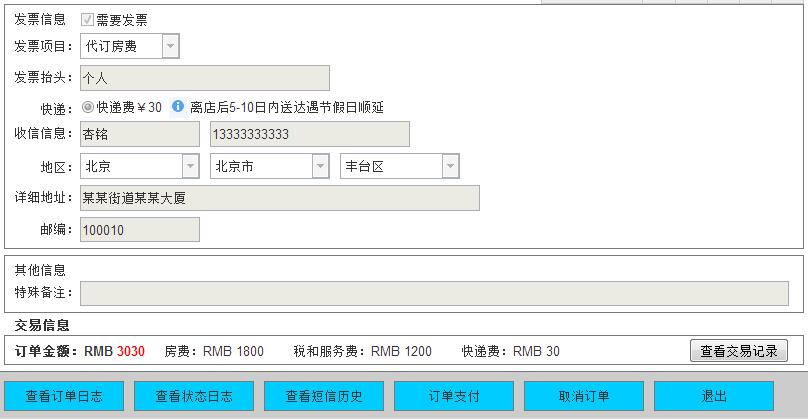 发票信息 需要发票
发票项目： 代订房费
发票抬头： 个人
快递： 快递费￥30 离店后5-10日内送达遇节假日顺延
收信信息： 杏铭 13333333333
地区： 北京 北京市 丰台区
详细地址： 某某街道某某大厦
邮编： 100010
其他信息
特殊备注：
交易信息
订单金额：RMB 3030 房费：RMB 1800 税和服务费：RMB 1200 快递费：RMB 30 查看交易记录
查看订单日志 查看状态日志 查看短信历史 订单支付 取消订单 退出